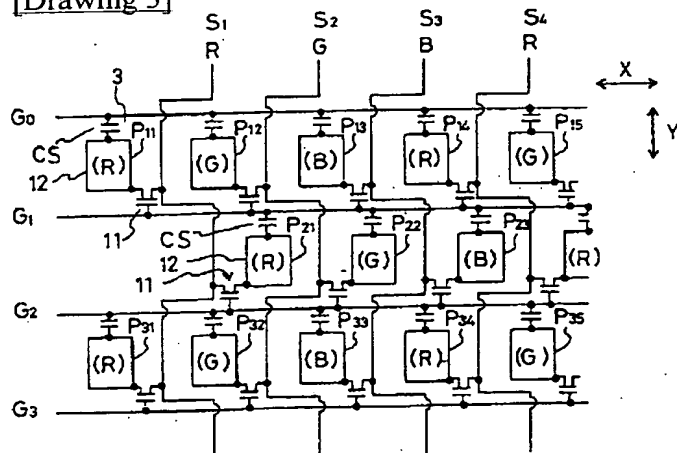 [Drawing 3]
S1 S2 S3 S4
R G B R
X
Y
G0
3
CS
P11 P12 P13 P14 P15
(R) (G) (B) (R) (G)
12
11
G1
CS
P21 P22 P23
12
(R) (G) (B) (R)
11
G2
P31 P32 P33 P34 P35
(R) (G) (B) (R) (G)
G3